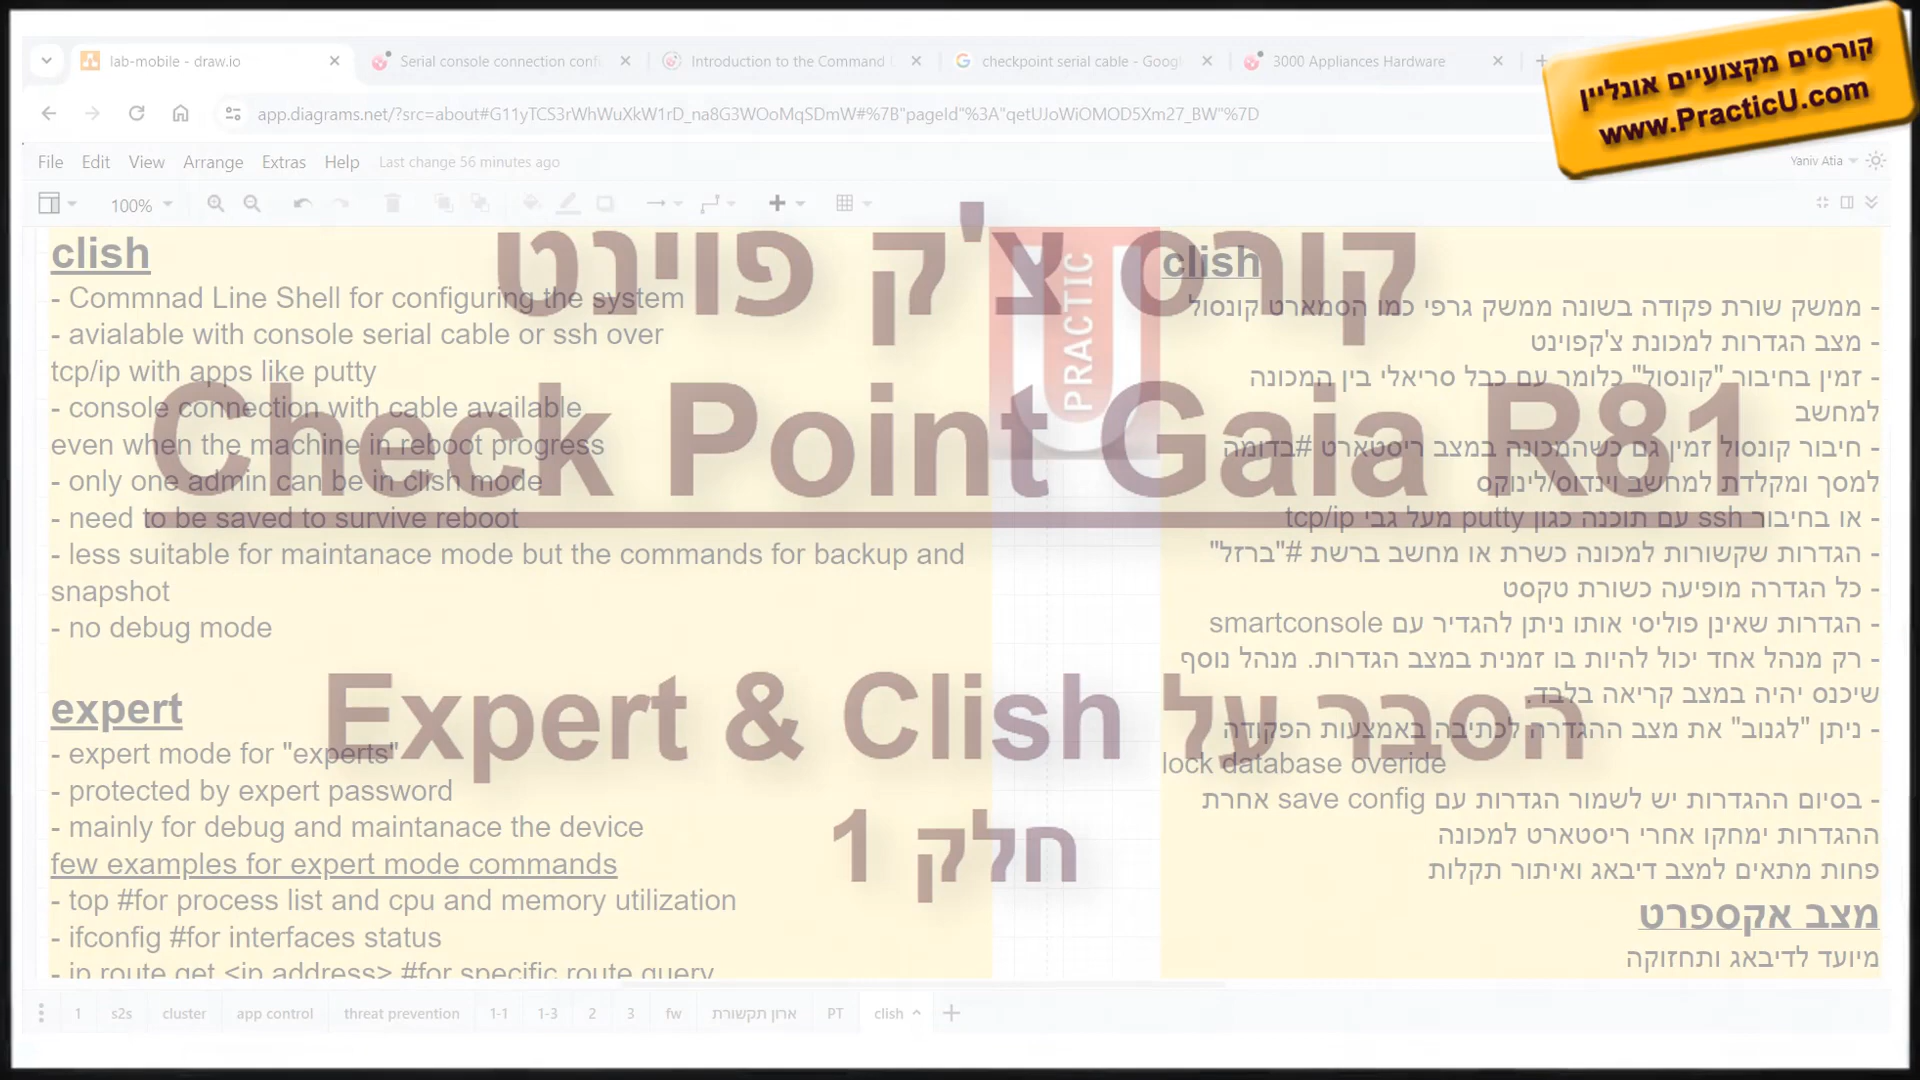 lab-mobile - draw.io
Serial console connection conf
Introduction to the Command
checkpoint serial cable - Goog
3000 Appliances Hardware
app.diagrams.net/?src=about#G11yTCS3rWhWuXkW1rD_na8G3WOoMqSDmW#%7B"pageId"%3A"qetUJoWiOMOD5Xm27_BW"%7D
קורסים מקצועיים אונליין
www.PracticU.com
File Edit View Arrange Extras Help Last change 56 minutes ago
Yaniv Atia
100%
קורס צ'ק פוינט
Check Point Gaia R81
הסבר על Expert & Clish
חלק 1
PRACTIC
clish
- Commnad Line Shell for configuring the system
- avialable with console serial cable or ssh over
tcp/ip with apps like putty
- console connection with cable available
even when the machine in reboot progress
- only one admin can be in clish mode
- need to be saved to survive reboot
- less suitable for maintanace mode but the commands for backup and
snapshot
- no debug mode
expert
- expert mode for "experts"
- protected by expert password
- mainly for debug and maintanace the device
few examples for expert mode commands
- top #for process list and cpu and memory utilization
- ifconfig #for interfaces status
- ip route get <ip address> #for specific route query
clish
- ממשק שורת פקודה בשונה ממשק גרפי כמו הסמארט קונסול
- מצב הגדרות למכונת צ'קפוינט
- זמין בחיבור "קונסול" כלומר עם כבל סריאלי בין המכונה
למחשב
- חיבור קונסול זמין גם כשהמכונה במצב ריסטארט #בדומה
למסך ומקלדת למחשב וינדוס/לינוקס
- או בחיבור ssh עם תוכנה כגון putty מעל גבי tcp/ip
- הגדרות שקשורות למכונה כשרת או מחשב ברשת #"ברזל"
- כל הגדרה מופיעה כשורת טקסט
- הגדרות שאינן פוליסי אותו ניתן להגדיר עם smartconsole
- רק מנהל אחד יכול להיות בו זמנית במצב הגדרות. מנהל נוסף
שיכנס יהיה במצב קריאה בלבד.
- ניתן "לגנוב" את מצב ההגדרה לכתיבה באמצעות הפקודה
lock database overide
- בסיום ההגדרות יש לשמור הגדרות עם save config אחרת
ההגדרות ימחקו אחרי ריסטארט למכונה
פחות מתאים למצב דיבאג ואיתור תקלות
מצב אקספרט
מיועד לדיבאג ותחזוקה
1 s2s cluster app control threat prevention 1-1 1-3 2 3 fw ארון תקשורת PT clish